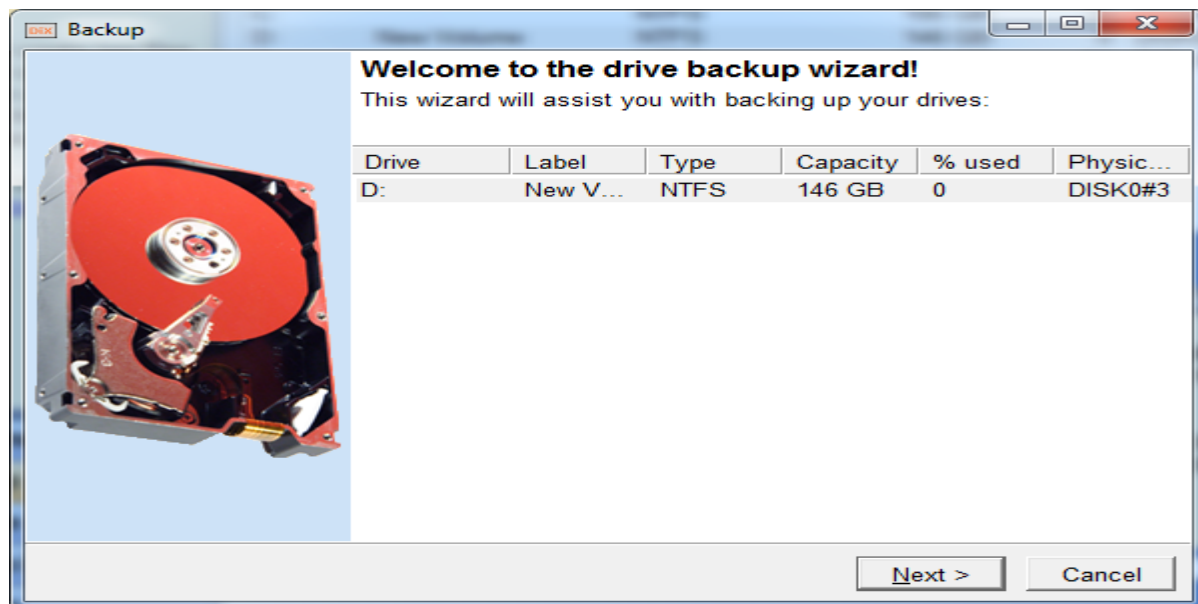 DiX Backup
Welcome to the drive backup wizard!
This wizard will assist you with backing up your drives:
Drive Label Type Capacity % used Physic...
D: New V... NTFS 146 GB 0 DISK0#3
Next > Cancel